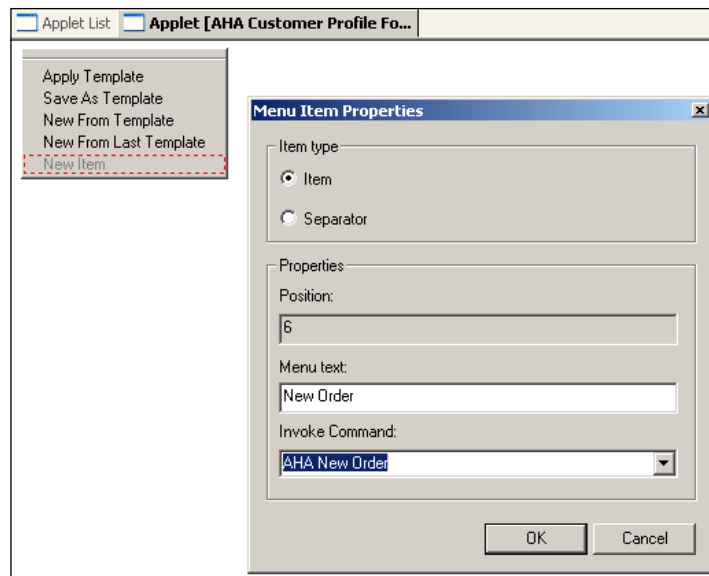 Applet List
Applet [AHA Customer Profile Fo...
Apply Template
Save As Template
New From Template
New From Last Template
New Item
Menu Item Properties
Item type
Item
Separator
Properties
Position:
6
Menu text:
New Order
Invoke Command:
AHA New Order
OK
Cancel